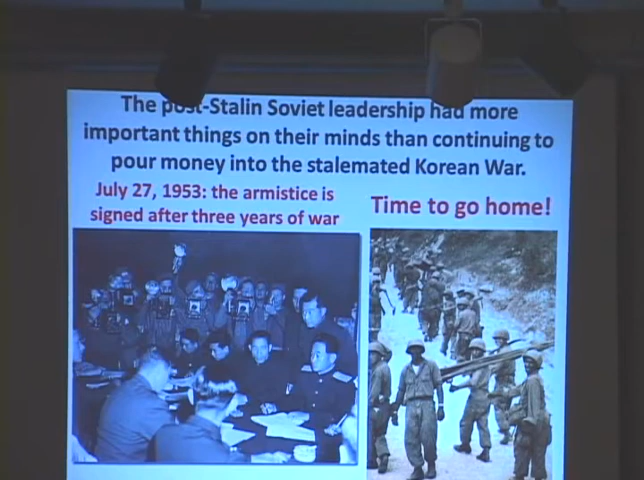 The post-Stalin Soviet leadership had more
important things on their minds than continuing to
pour money into the stalemated Korean War.
July 27, 1953: the armistice is
signed after three years of war
Time to go home!